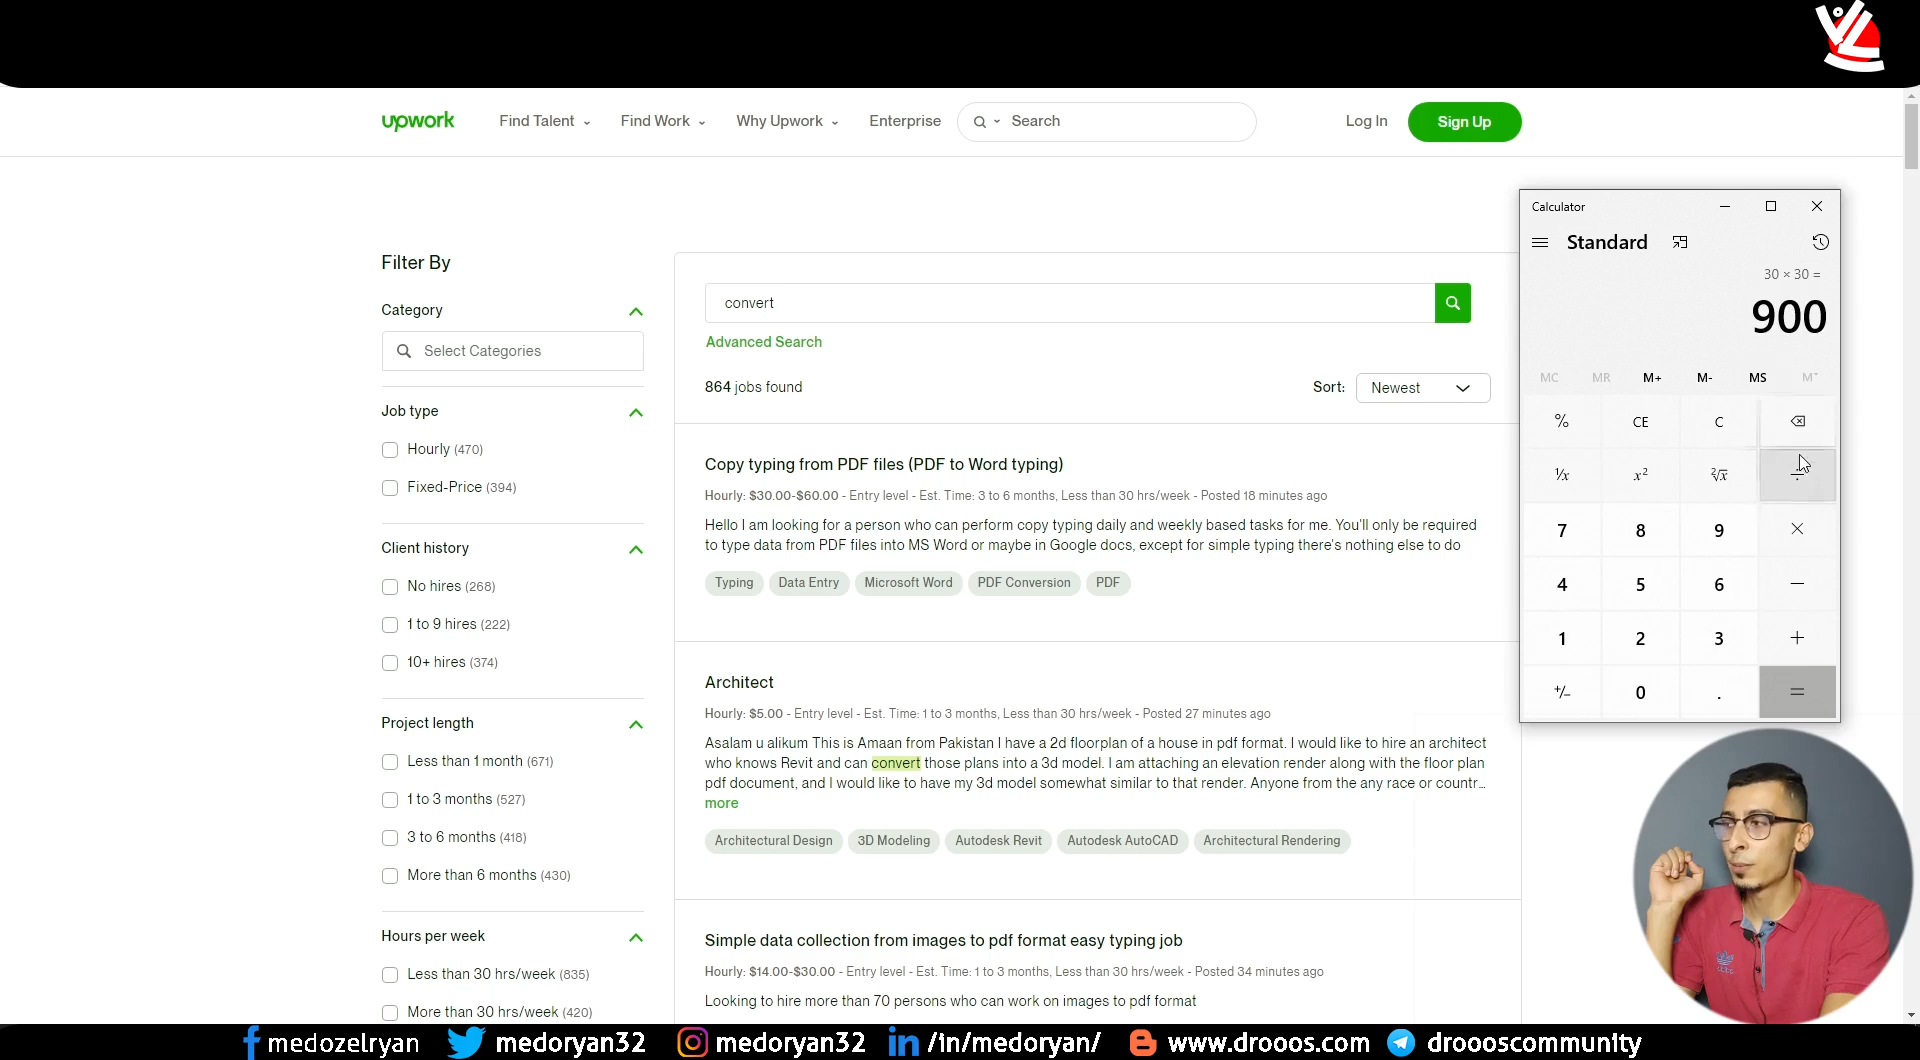 upwork
Find Talent
Find Work
Why Upwork
Enterprise
Search
Log In
Sign Up
Filter By
Category
Select Categories
Job type
Hourly (470)
Fixed-Price (394)
Client history
No hires (268)
1 to 9 hires (222)
10+ hires (374)
Project length
Less than 1 month (671)
1 to 3 months (527)
3 to 6 months (418)
More than 6 months (430)
Hours per week
Less than 30 hrs/week (835)
More than 30 hrs/week (420)
convert
Advanced Search
864 jobs found
Sort: Newest
Copy typing from PDF files (PDF to Word typing)
Hourly: $30.00-$60.00 - Entry level - Est. Time: 3 to 6 months, Less than 30 hrs/week - Posted 18 minutes ago
Hello I am looking for a person who can perform copy typing daily and weekly based tasks for me. You'll only be required
to type data from PDF files into MS Word or maybe in Google docs, except for simple typing there's nothing else to do
Typing Data Entry Microsoft Word PDF Conversion PDF
Architect
Hourly: $5.00 - Entry level - Est. Time: 1 to 3 months, Less than 30 hrs/week - Posted 27 minutes ago
Asalam u alikum This is Amaan from Pakistan I have a 2d floorplan of a house in pdf format. I would like to hire an architect
who knows Revit and can convert those plans into a 3d model. I am attaching an elevation render along with the floor plan
pdf document, and I would like to have my 3d model somewhat similar to that render. Anyone from the any race or countr...
more
Architectural Design 3D Modeling Autodesk Revit Autodesk AutoCAD Architectural Rendering
Simple data collection from images to pdf format easy typing job
Hourly: $14.00-$30.00 - Entry level - Est. Time: 1 to 3 months, Less than 30 hrs/week - Posted 34 minutes ago
Looking to hire more than 70 persons who can work on images to pdf format
Calculator
Standard
30 × 30 =
900
MC MR M+ M- MS M˅
% CE C ⌫
¹/x x² ²√x ÷
7 8 9 ×
4 5 6 −
1 2 3 +
+/− 0 . =
medozelryan medoryan32 medoryan32 /in/medoryan/ www.drooos.com droooscommunity